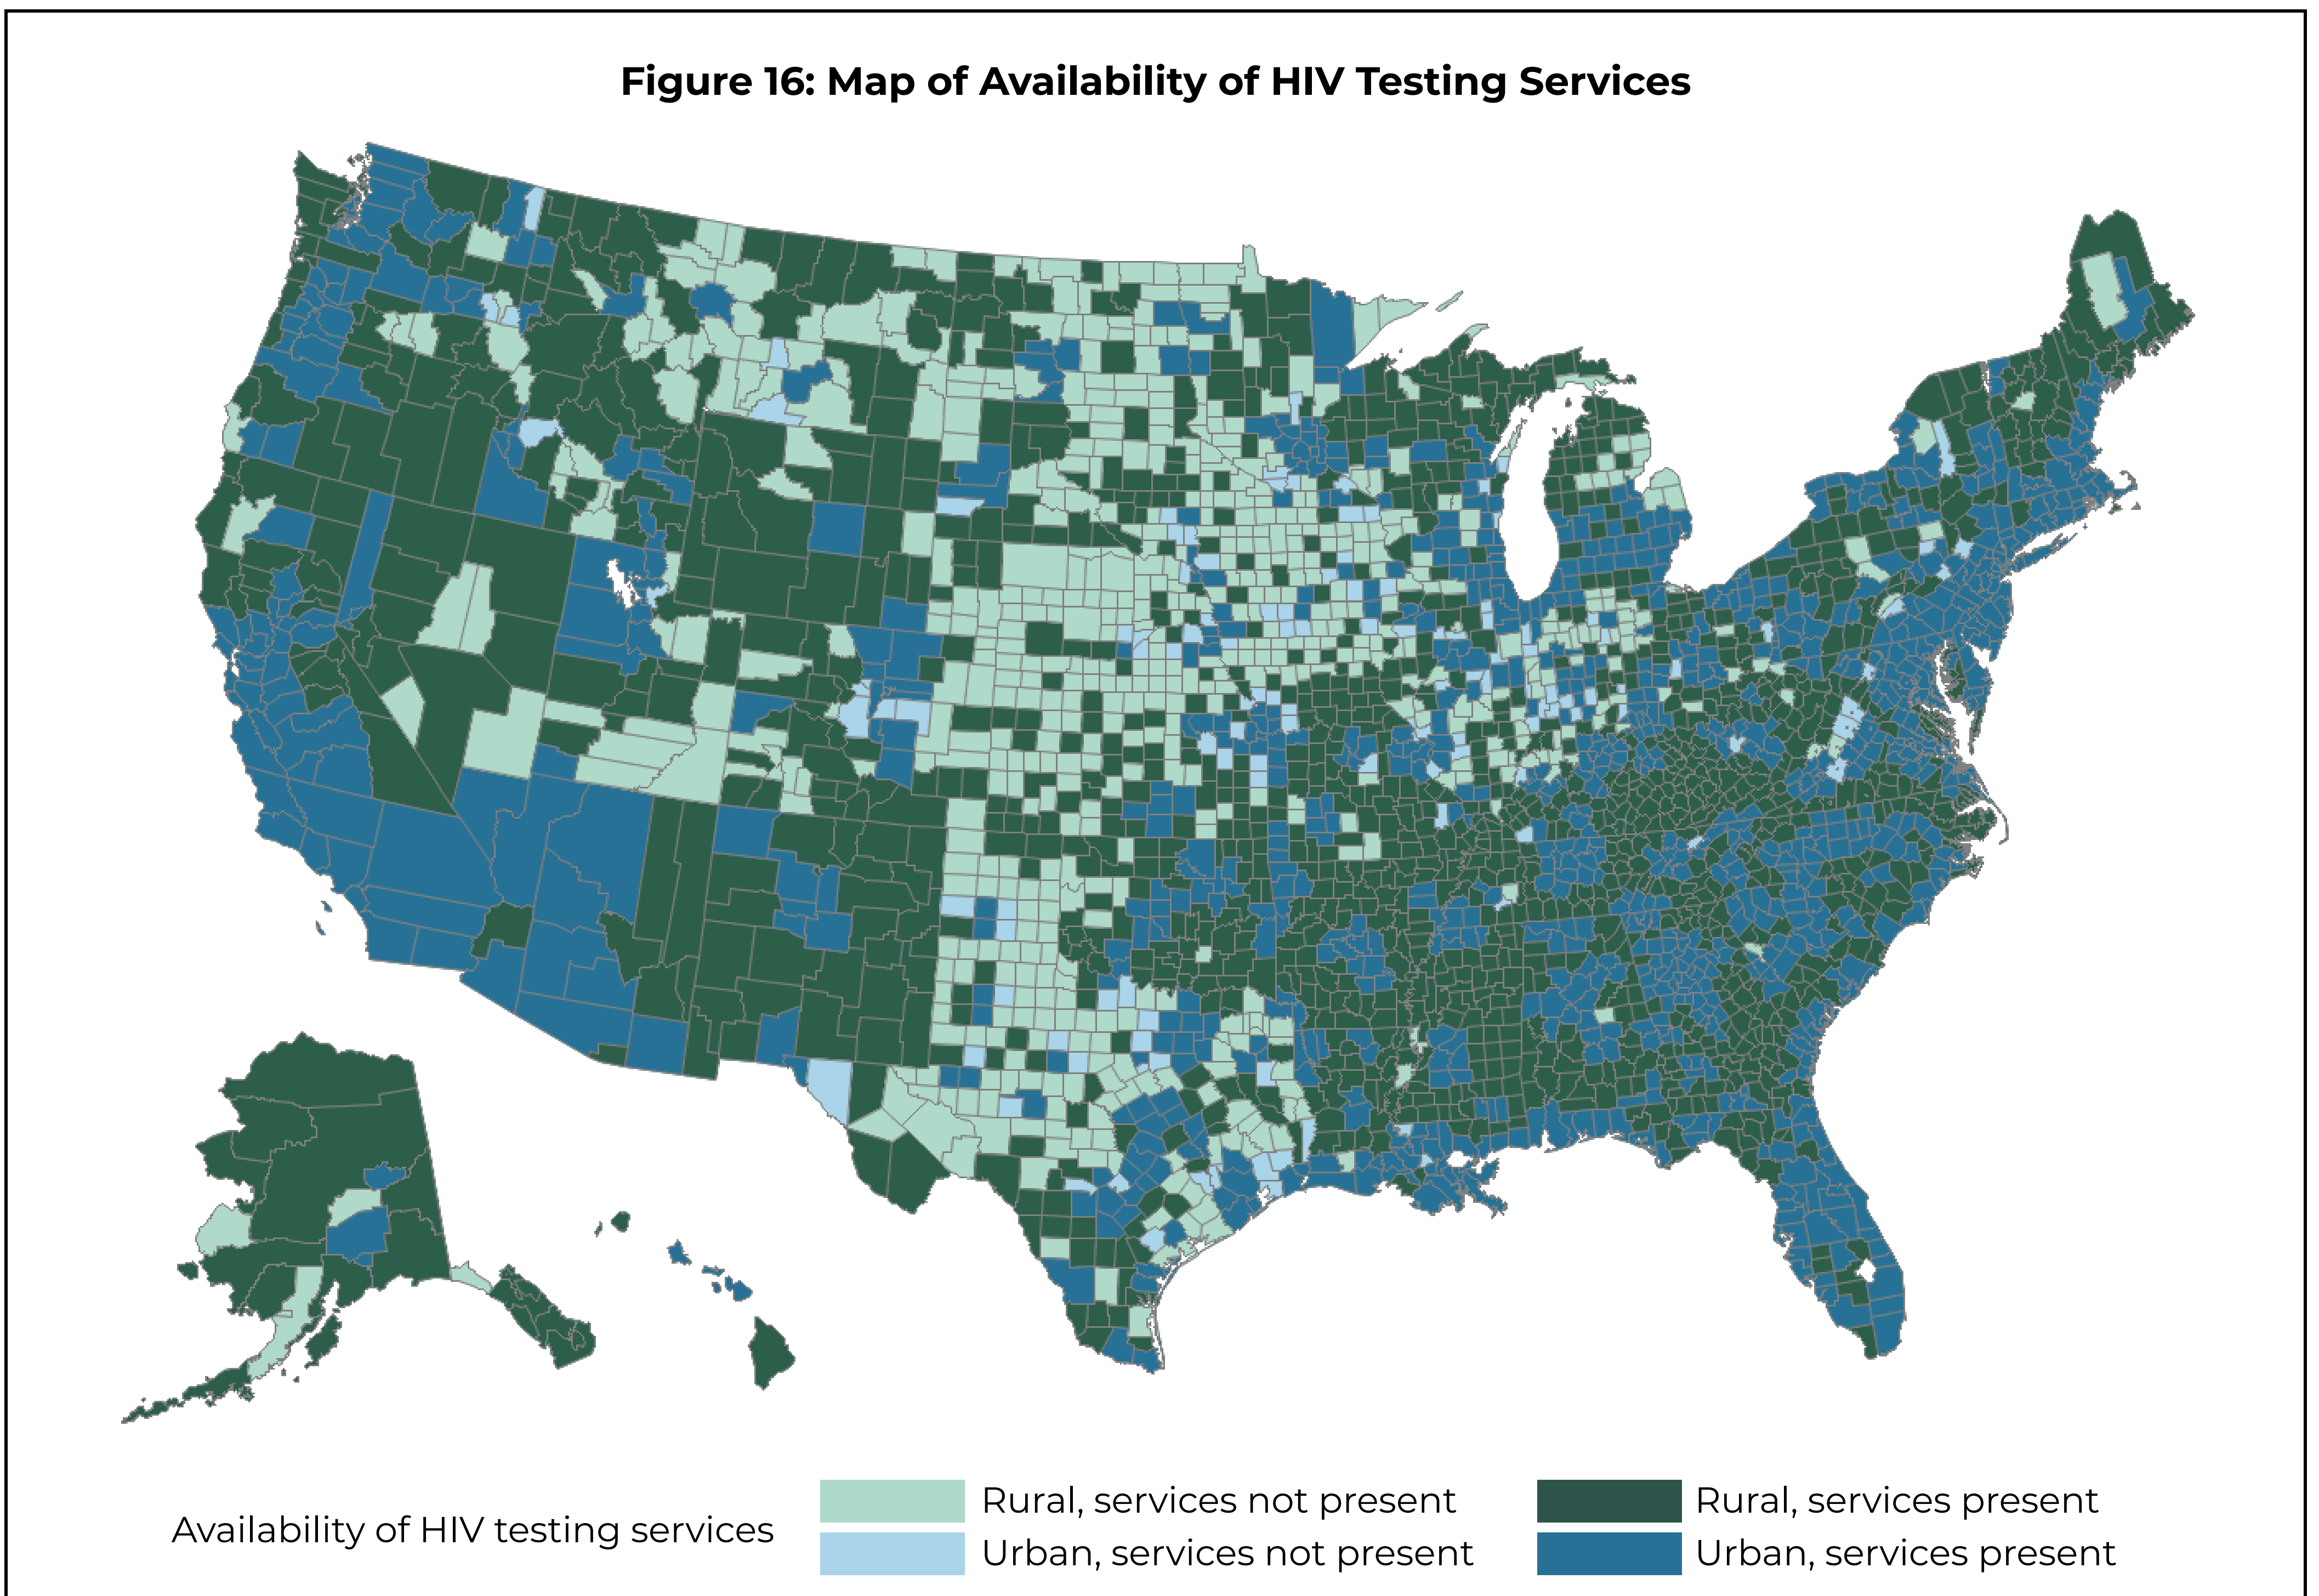 Figure 16: Map of Availability of HIV Testing Services
Availability of HIV testing services
Rural, services not present
Rural, services present
Urban, services not present
Urban, services present